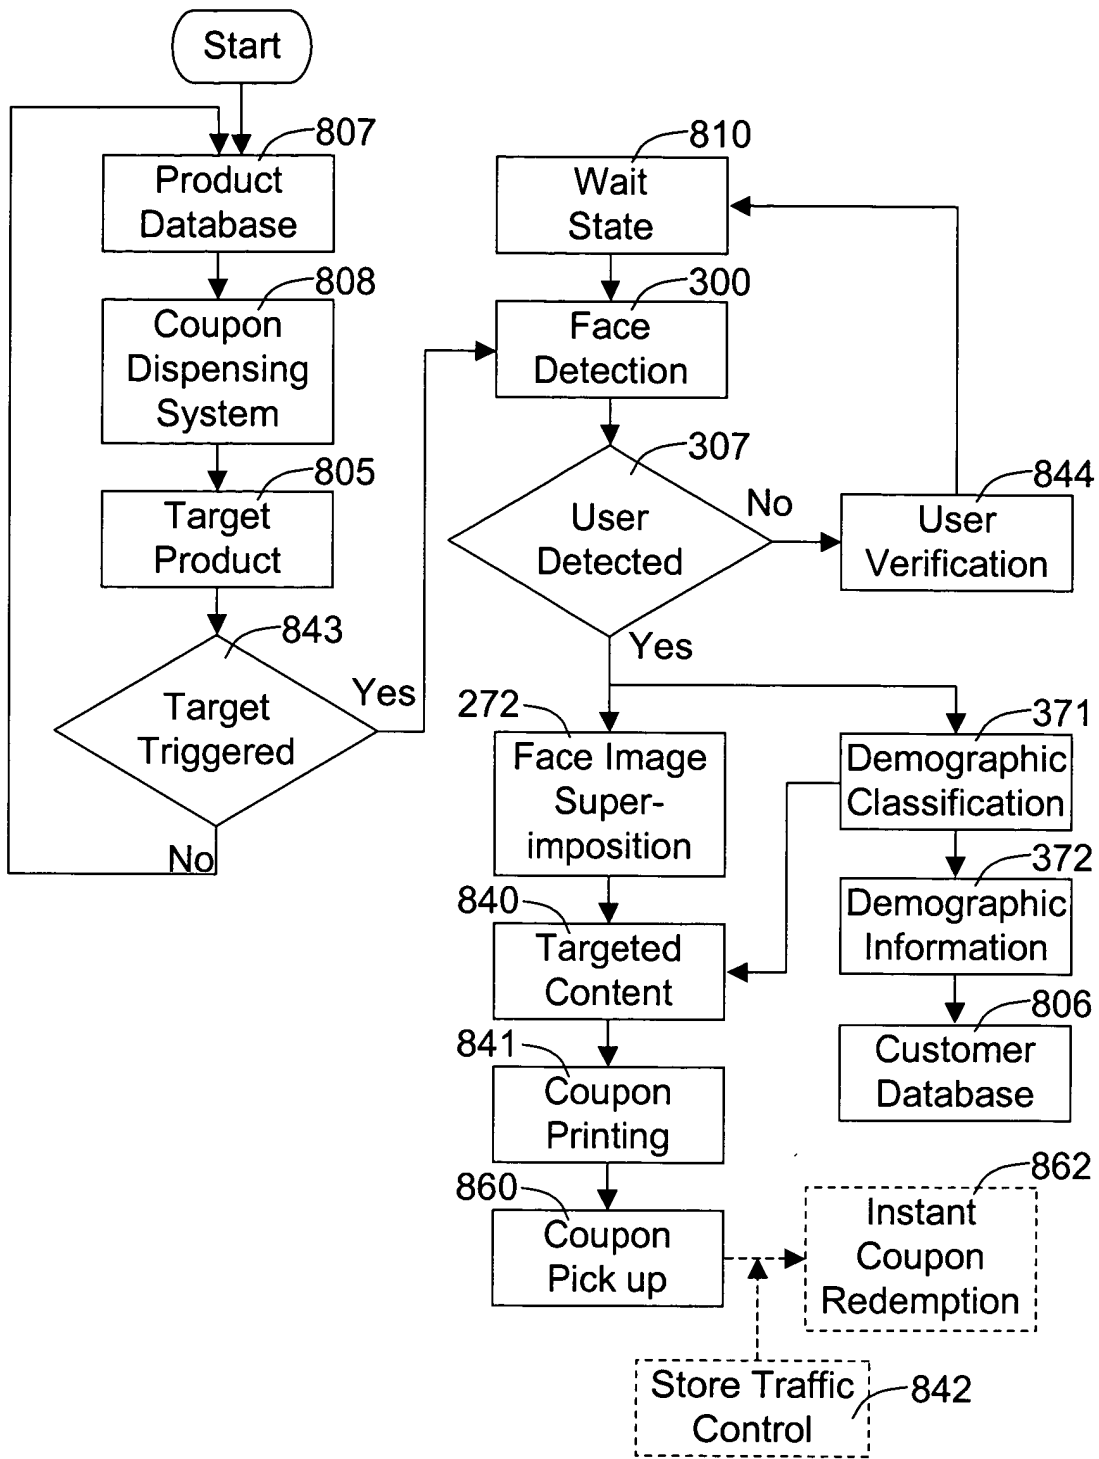 Start
807
Product
Database
808
Coupon
Dispensing
System
805
Target
Product
843
Target
Triggered
Yes
No
810
Wait
State
300
Face
Detection
307
User
Detected
No
Yes
844
User
Verification
272
Face Image
Super-
imposition
371
Demographic
Classification
372
Demographic
Information
840
Targeted
Content
806
Customer
Database
841
Coupon
Printing
860
Coupon
Pick up
862
Instant
Coupon
Redemption
842
Store Traffic
Control